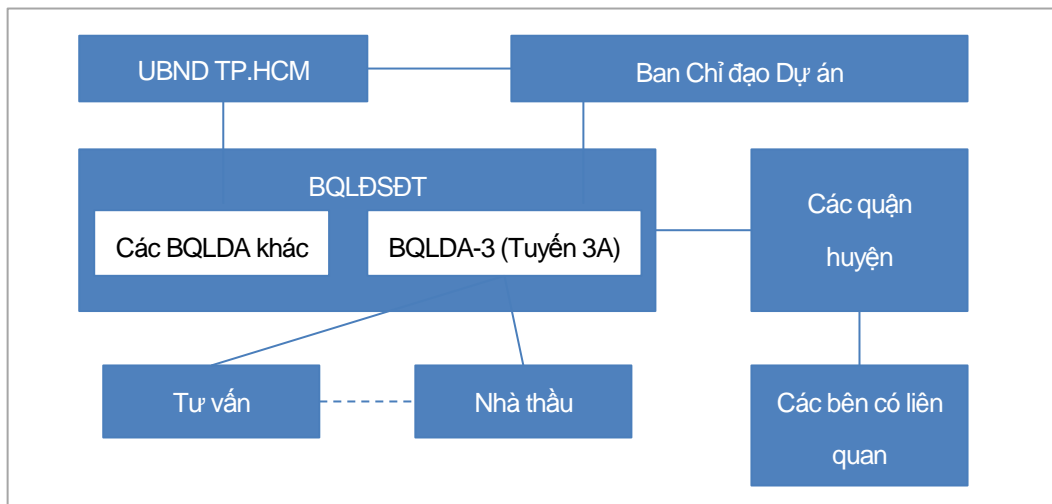 UBND TP.HCM
Ban Chỉ đạo Dự án
BQLĐSĐT
Các BQLDA khác
BQLDA-3 (Tuyến 3A)
Các quận
huyện
Tư vấn
Nhà thầu
Các bên có liên
quan